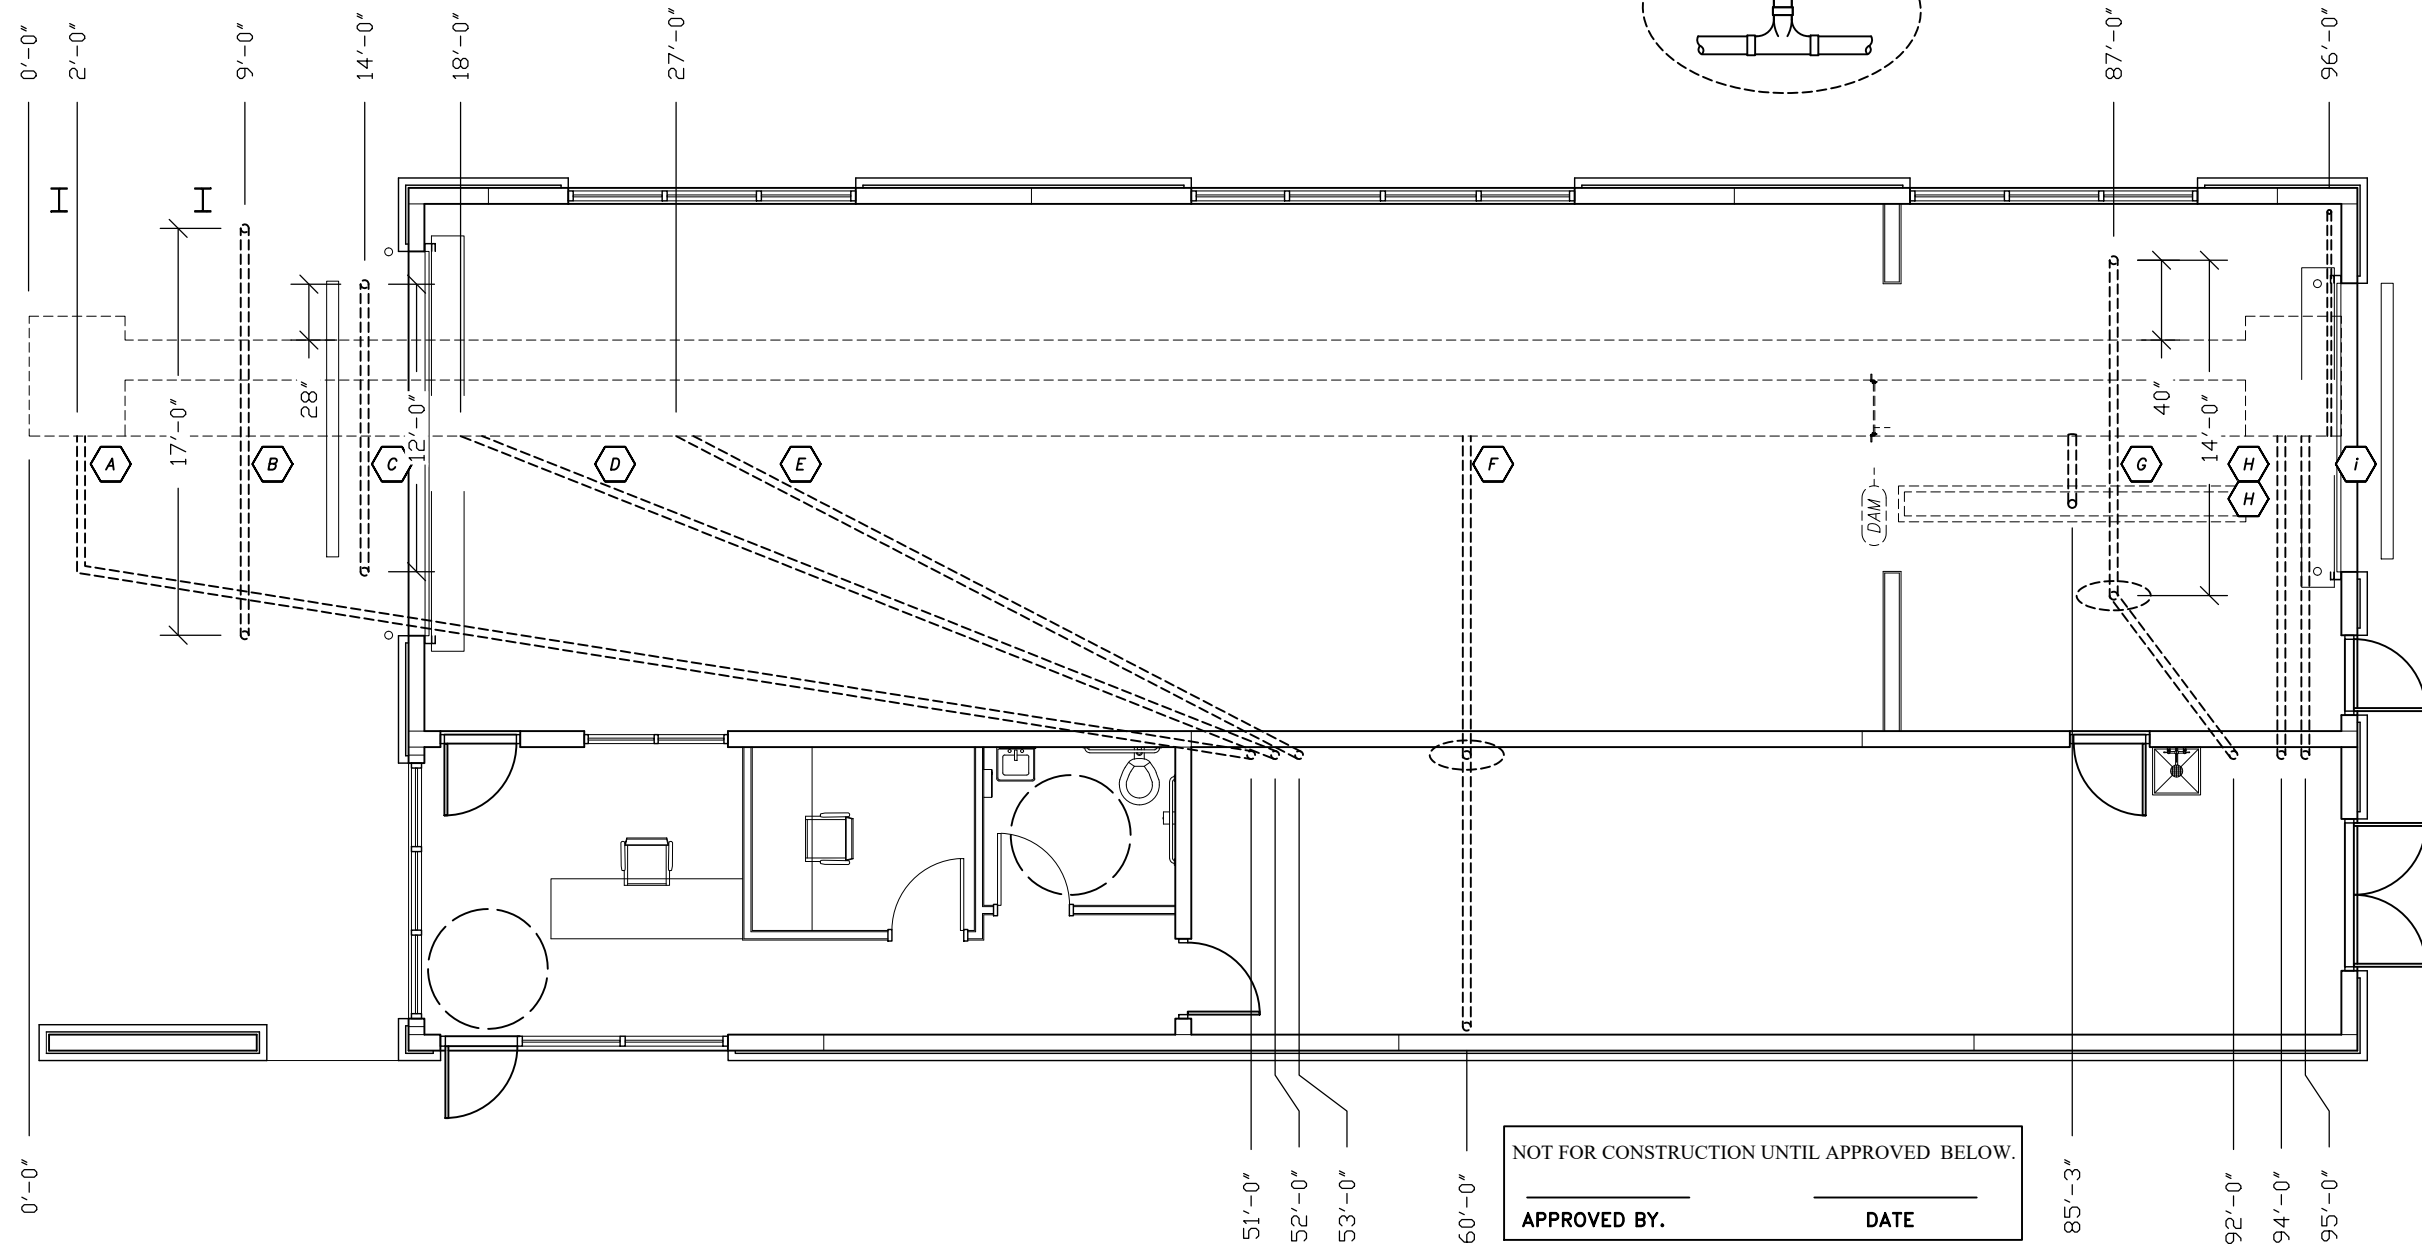 0'-0"
2'-0"
9'-0"
14'-0"
18'-0"
27'-0"
87'-0"
96'-0"
17'-0"
28"
12'-0"
40"
14'-0"
A
B
C
D
E
F
G
H
H
i
DAM
0'-0"
51'-0"
52'-0"
53'-0"
60'-0"
85'-3"
92'-0"
94'-0"
95'-0"
NOT FOR CONSTRUCTION UNTIL APPROVED BELOW.
APPROVED BY. DATE